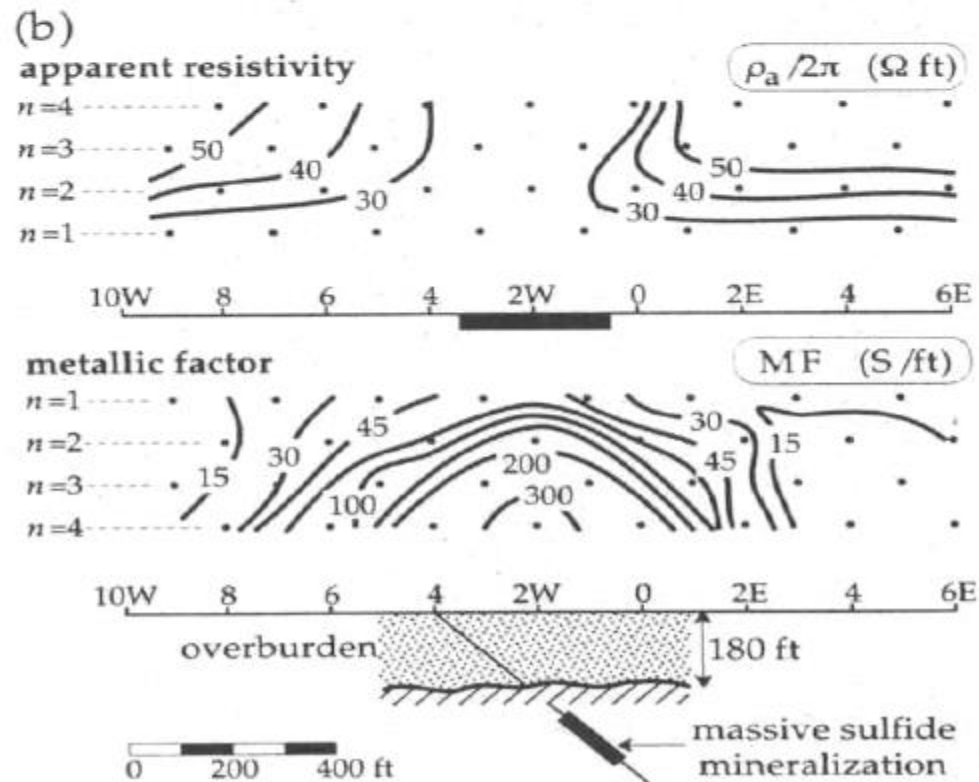 (b)
apparent resistivity
ρa/2π (Ω ft)
n=4
n=3
n=2
n=1
50
40
30
50
40
30
10W 8 6 4 2W 0 2E 4 6E
metallic factor
MF (S/ft)
n=1
n=2
n=3
n=4
15
30
45
100
200
300
45
30
15
10W 8 6 4 2W 0 2E 4 6E
overburden
180 ft
massive sulfide
mineralization
0 200 400 ft